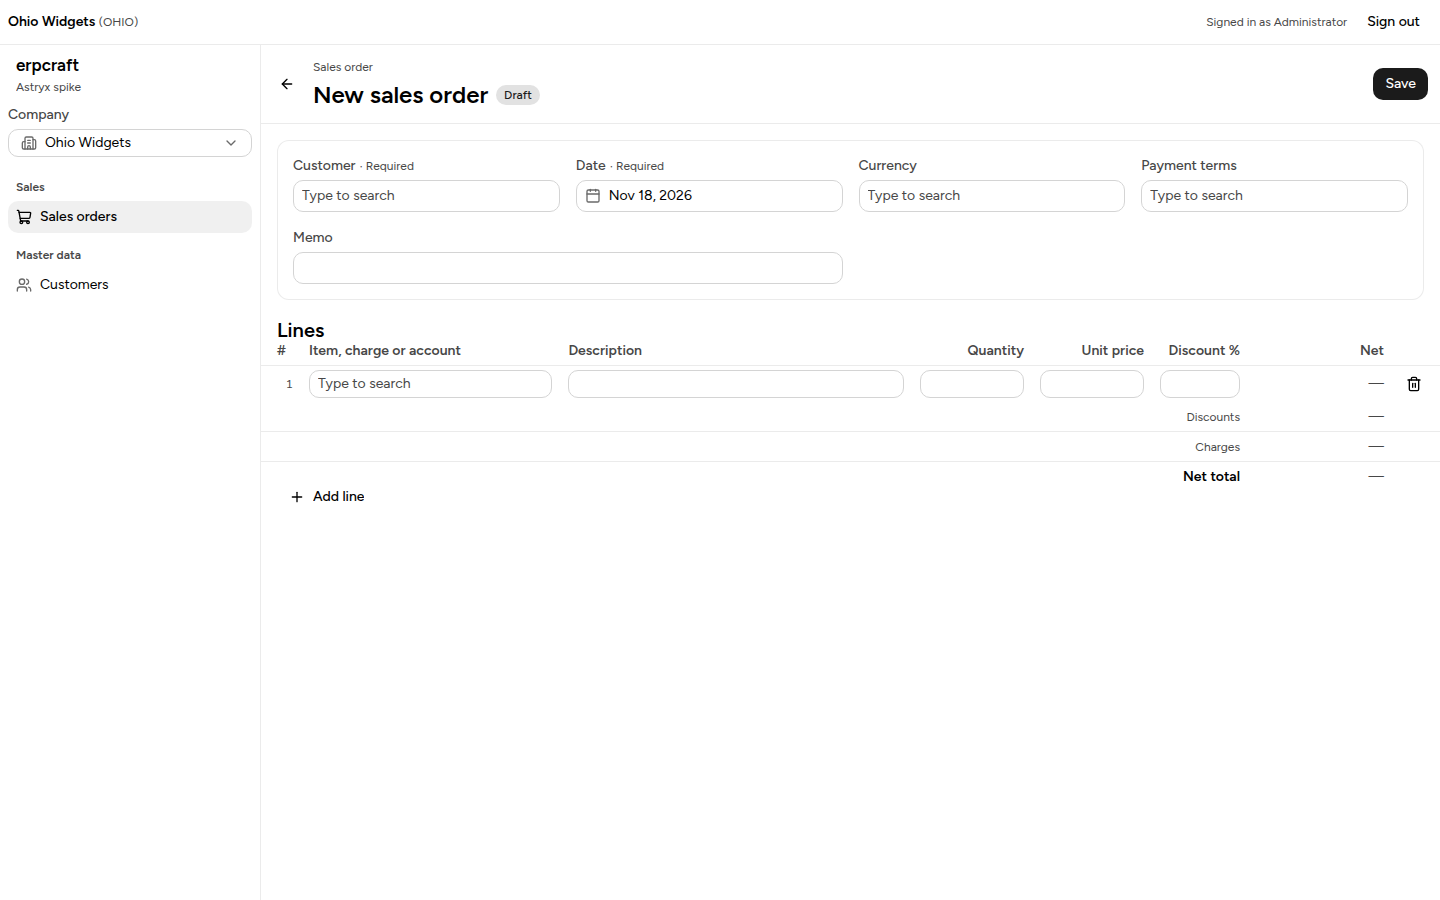 Ohio Widgets (OHIO)
Signed in as Administrator
Sign out
erpcraft
Astryx spike
Company
Ohio Widgets
Sales
Sales orders
Master data
Customers
Sales order
New sales order Draft
Save
Customer · Required
Date · Required
Currency
Payment terms
Type to search
Nov 18, 2026
Type to search
Type to search
Memo
Lines
# Item, charge or account Description Quantity Unit price Discount % Net
1 Type to search —
Discounts —
Charges —
Net total —
Add line